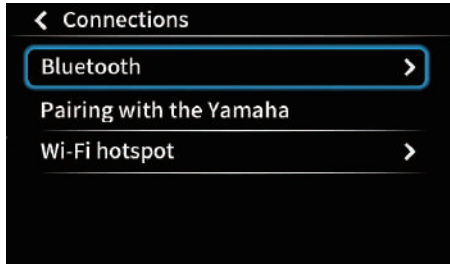 Connections
Bluetooth
Pairing with the Yamaha
Wi-Fi hotspot